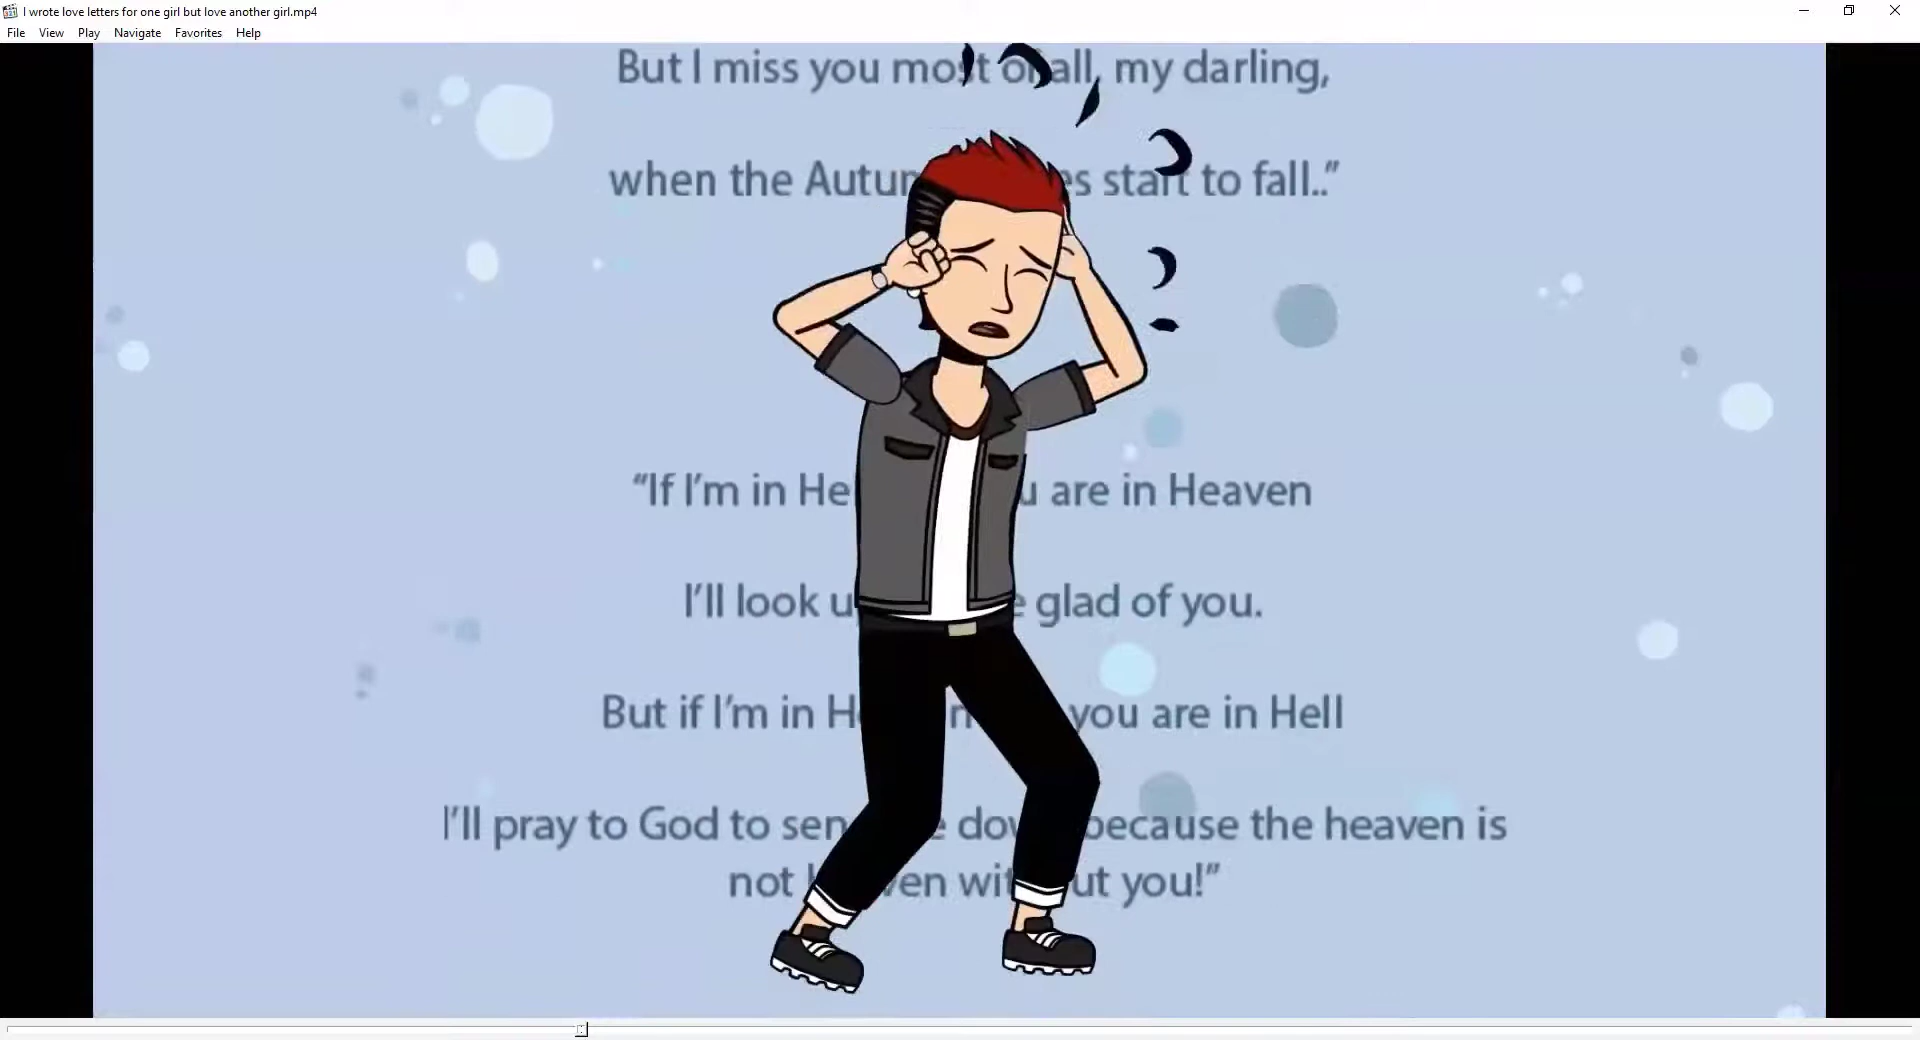 I wrote love letters for one girl but love another girl.mp4
File View Play Navigate Favorites Help
But I miss you most of all, my darling,
when the start to fall..”
“If I’m in are in Heaven
I’ll look glad of you.
But if I’m in you are in Hell
I’ll pray to God to because the heaven is
not you!”